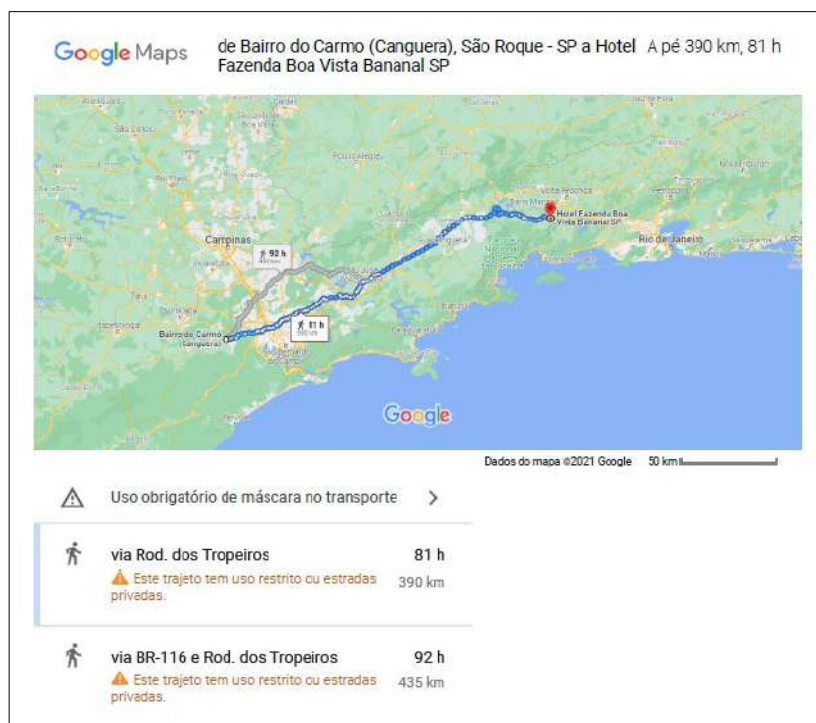 Google Maps
de Bairro do Carmo (Canguera), São Roque - SP a Hotel
Fazenda Boa Vista Bananal SP
A pé 390 km, 81 h
Campinas
92 h
Hotel Fazenda Boa
Vista Bananal SP
Rio de Janeiro
Bairro do Carmo
(Canguera)
81 h
Google
Dados do mapa ©2021 Google
50 km
Uso obrigatório de máscara no transporte
via Rod. dos Tropeiros
81 h
Este trajeto tem uso restrito ou estradas
390 km
privadas.
via BR-116 e Rod. dos Tropeiros
92 h
Este trajeto tem uso restrito ou estradas
435 km
privadas.